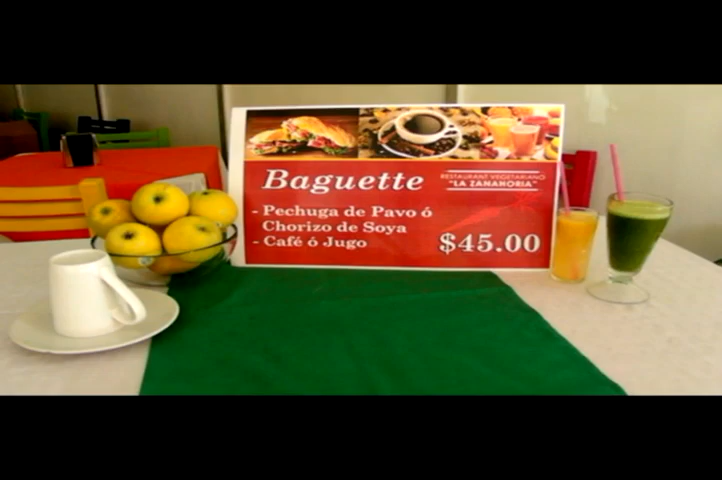 Baguette
RESTAURANT VEGETARIANO
"LA ZANAHORIA"
- Pechuga de Pavo ó
Chorizo de Soya
- Café ó Jugo
$45.00